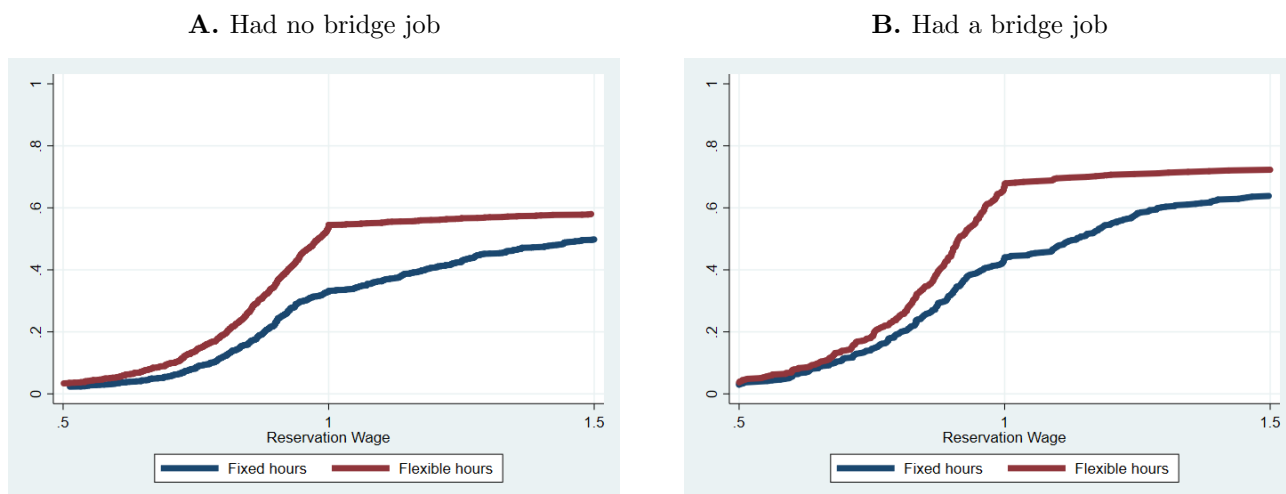 A. Had no bridge job
1
.8
.6
.4
.2
0
.5 1 1.5
Reservation Wage
Fixed hours Flexible hours
B. Had a bridge job
1
.8
.6
.4
.2
0
.5 1 1.5
Reservation Wage
Fixed hours Flexible hours